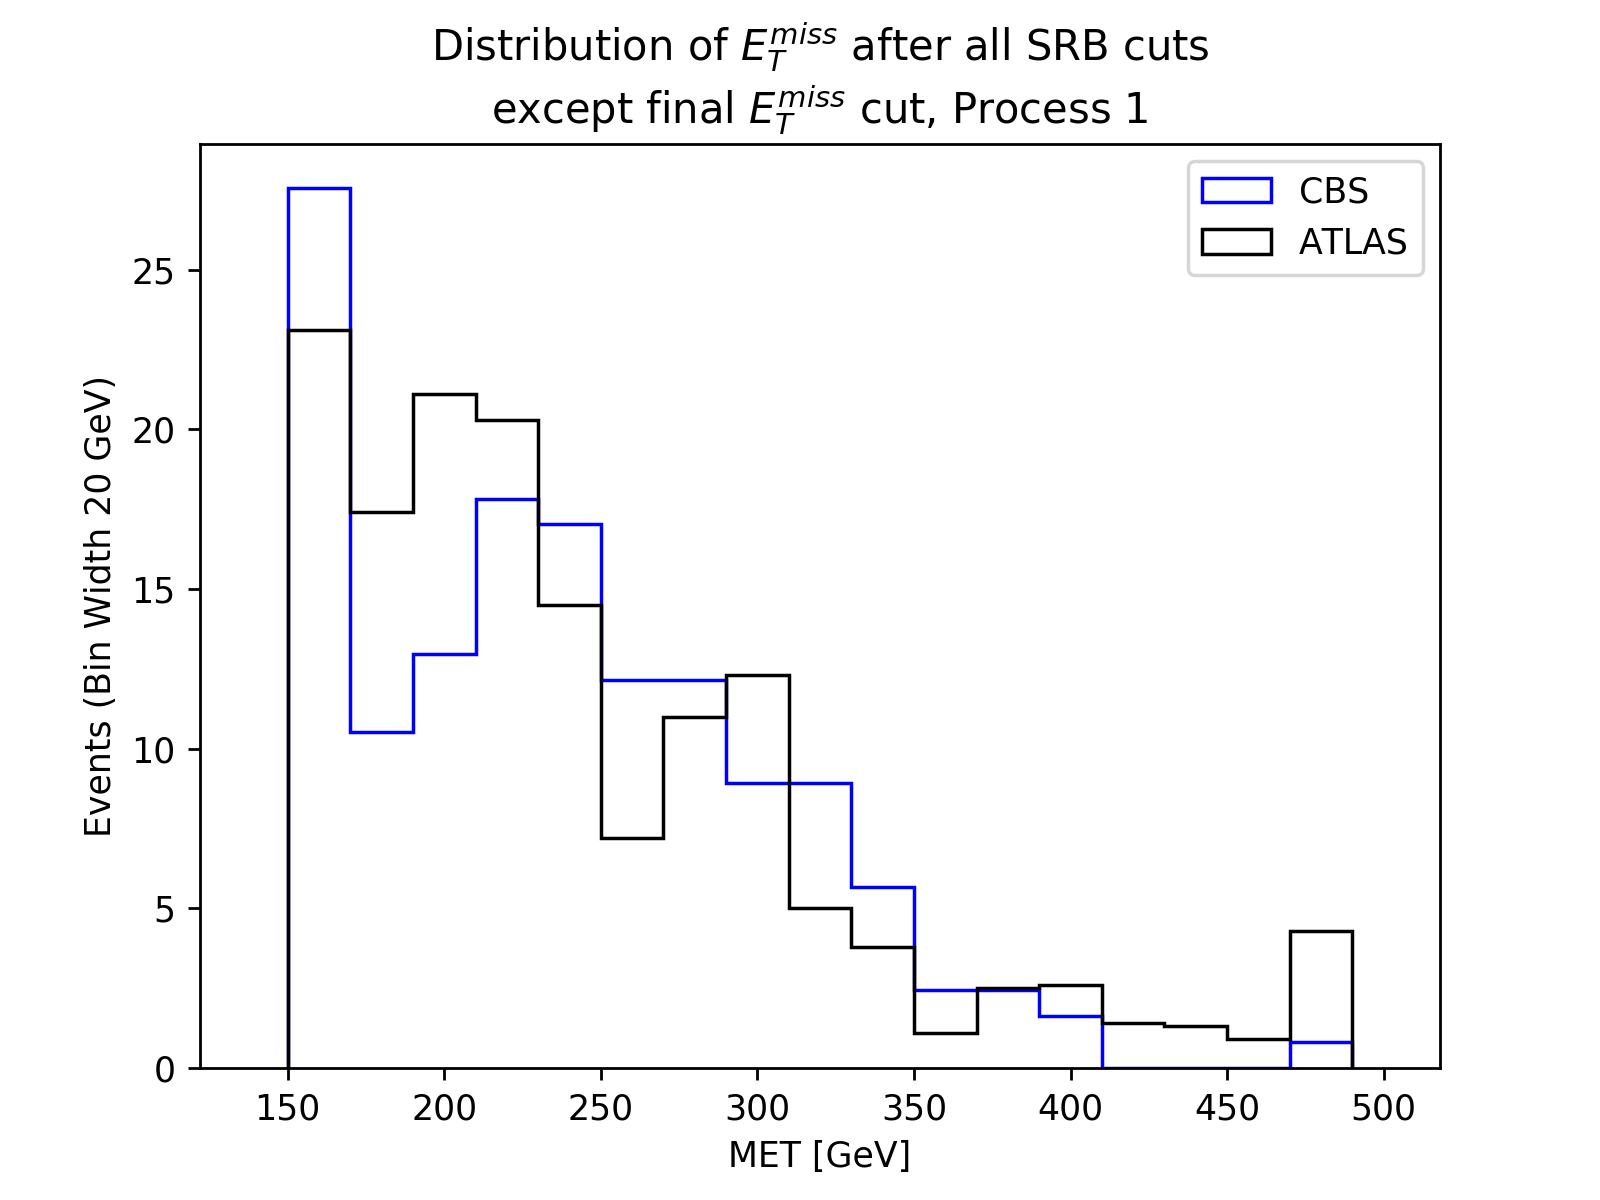 Distribution of $E_T^{miss}$ after all SRB cuts
except final $E_T^{miss}$ cut, Process 1
CBS
ATLAS
Events (Bin Width 20 GeV)
25
20
15
10
5
0
150 200 250 300 350 400 450 500
MET [GeV]